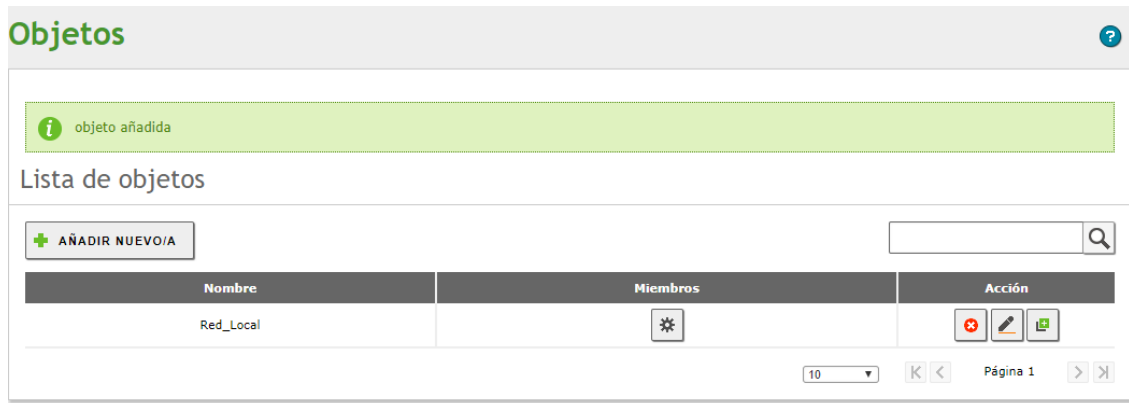 Objetos
?
i objeto añadida
Lista de objetos
AÑADIR NUEVO/A
Nombre Miembros Acción
Red_Local
10 Página 1